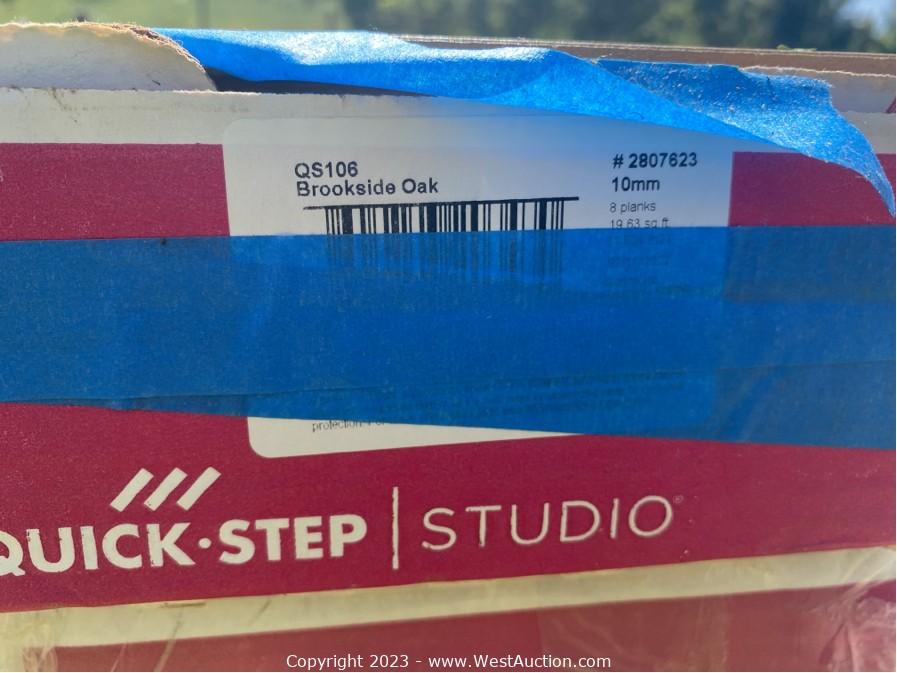 QS106
Brookside Oak
# 2807623
10mm
8 planks
19.63 sq.ft.
protection
QUICK·STEP | STUDIO®
Copyright 2023 - www.WestAuction.com